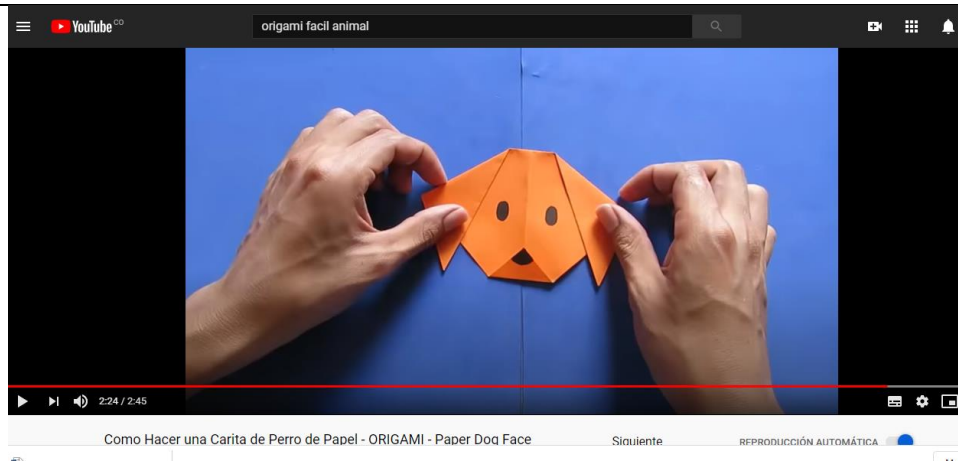 YouTube CO
origami facil animal
2:24 / 2:45
Como Hacer una Carita de Perro de Papel - ORIGAMI - Paper Dog Face
Siguiente
REPRODUCCIÓN AUTOMÁTICA